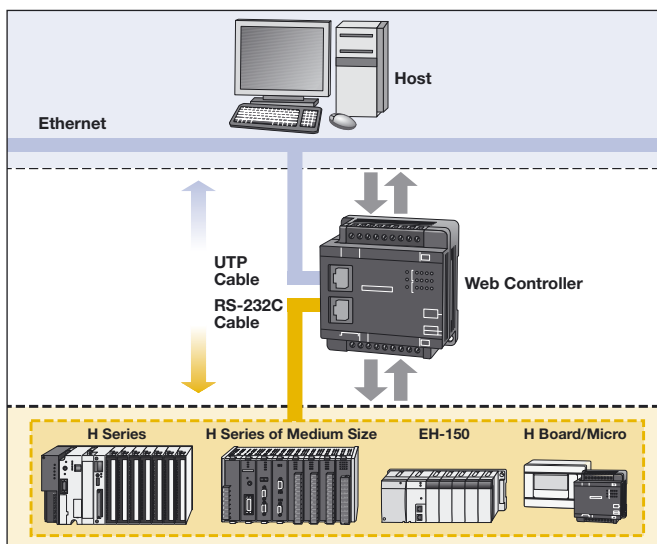 Host
Ethernet
UTP
Cable
RS-232C
Cable
Web Controller
H Series
H Series of Medium Size
EH-150
H Board/Micro